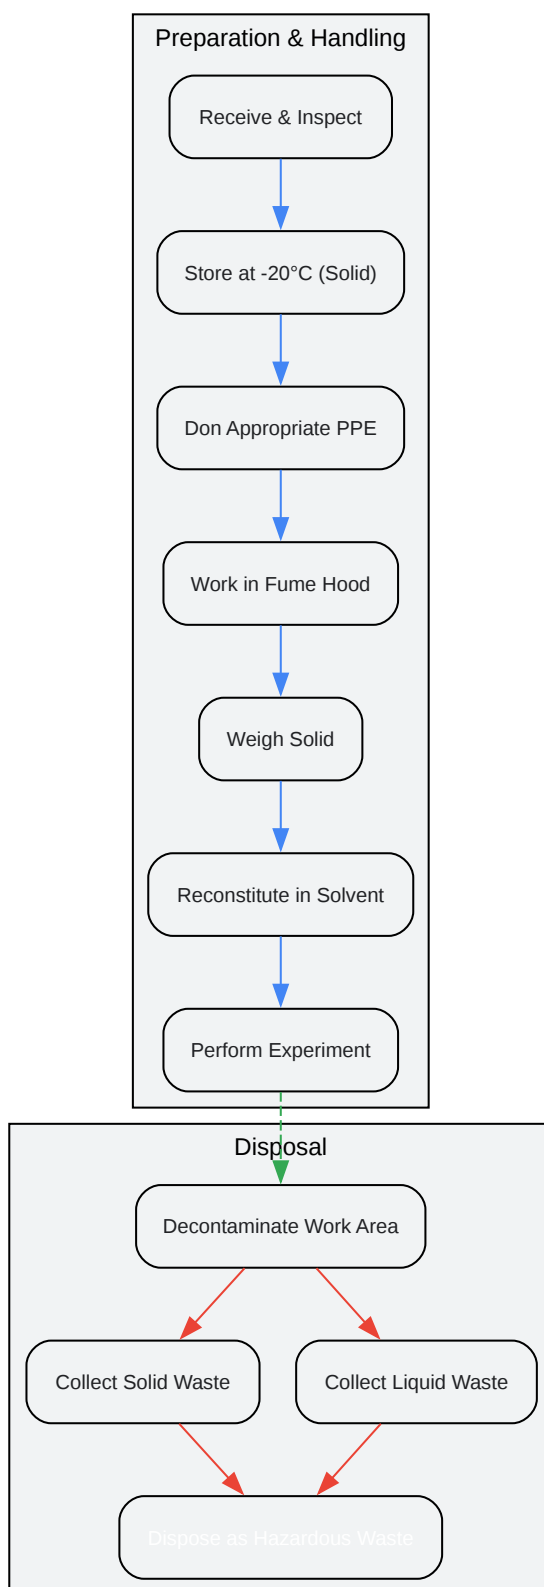 Preparation & Handling
Receive & Inspect
Store at -20°C (Solid)
Don Appropriate PPE
Work in Fume Hood
Weigh Solid
Reconstitute in Solvent
Perform Experiment
Disposal
Decontaminate Work Area
Collect Solid Waste
Collect Liquid Waste
Dispose as Hazardous Waste